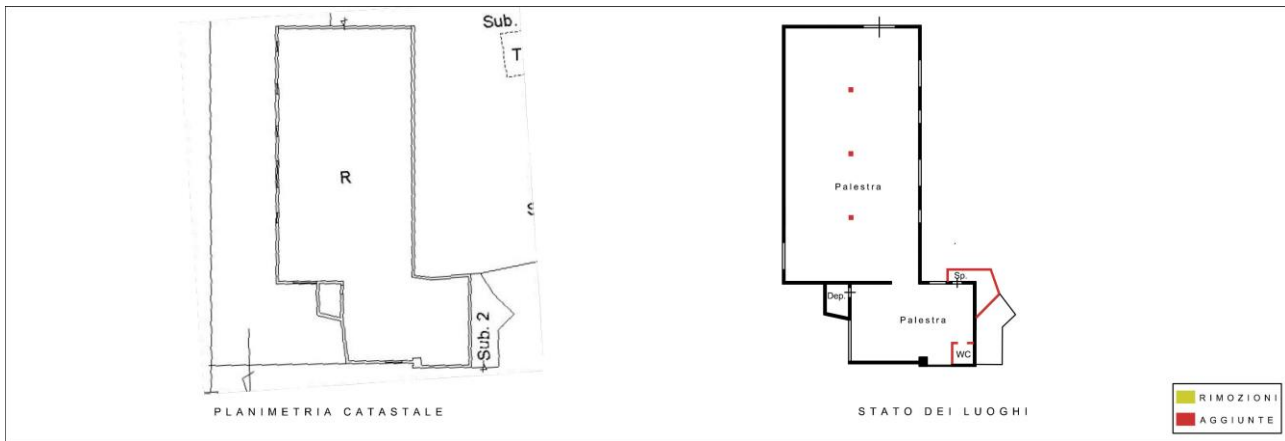 Sub.
T
R
S
Sub. 2
PLANIMETRIA CATASTALE
Palestra
Sp.
Dep.
Palestra
WC
STATO DEI LUOGHI
RIMOZIONI
AGGIUNTE